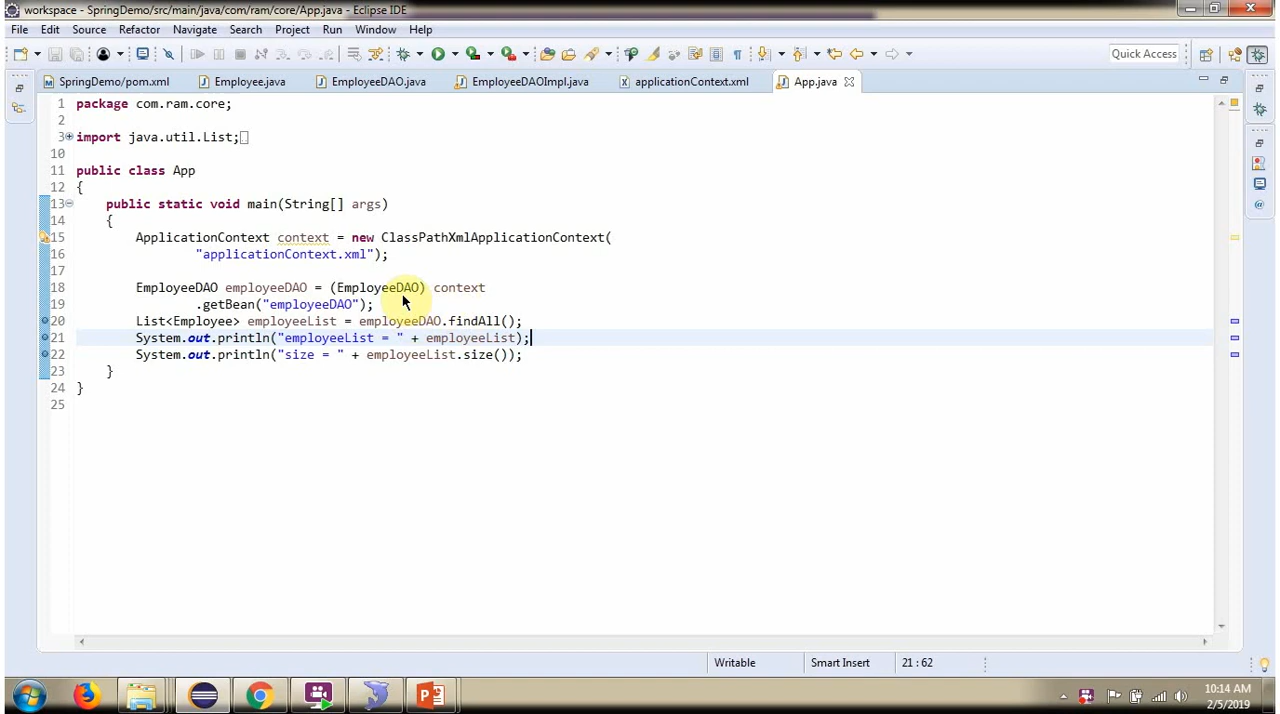 workspace - SpringDemo/src/main/java/com/ram/core/App.java - Eclipse IDE
File Edit Source Refactor Navigate Search Project Run Window Help
Quick Access
SpringDemo/pom.xml Employee.java EmployeeDAO.java EmployeeDAOImpl.java applicationContext.xml App.java
1 package com.ram.core;
2
3 import java.util.List;
10
11 public class App
12 {
13 public static void main(String[] args)
14 {
15 ApplicationContext context = new ClassPathXmlApplicationContext(
16 "applicationContext.xml");
17
18 EmployeeDAO employeeDAO = (EmployeeDAO) context
19 .getBean("employeeDAO");
20 List<Employee> employeeList = employeeDAO.findAll();
21 System.out.println("employeeList = " + employeeList);
22 System.out.println("size = " + employeeList.size());
23 }
24 }
25
Writable Smart Insert 21 : 62
10:14 AM
2/5/2019